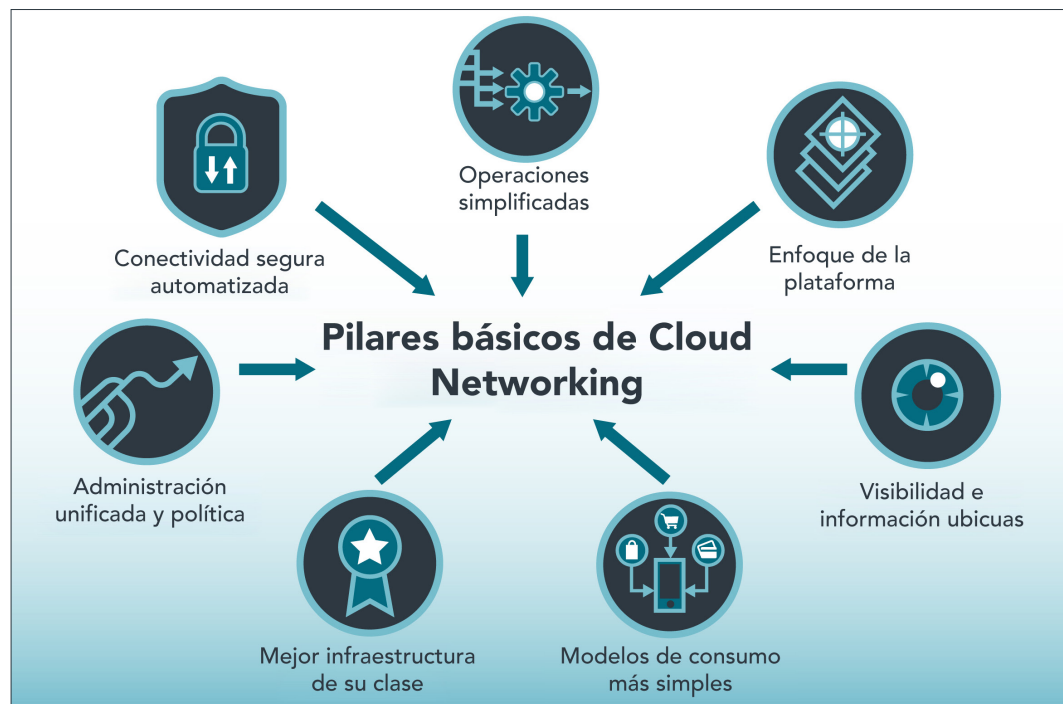 Operaciones
simplificadas
Conectividad segura
automatizada
Enfoque de la
plataforma
Pilares básicos de Cloud
Networking
Administración
unificada y política
Visibilidad e
información ubicuas
Mejor infraestructura
de su clase
Modelos de consumo
más simples